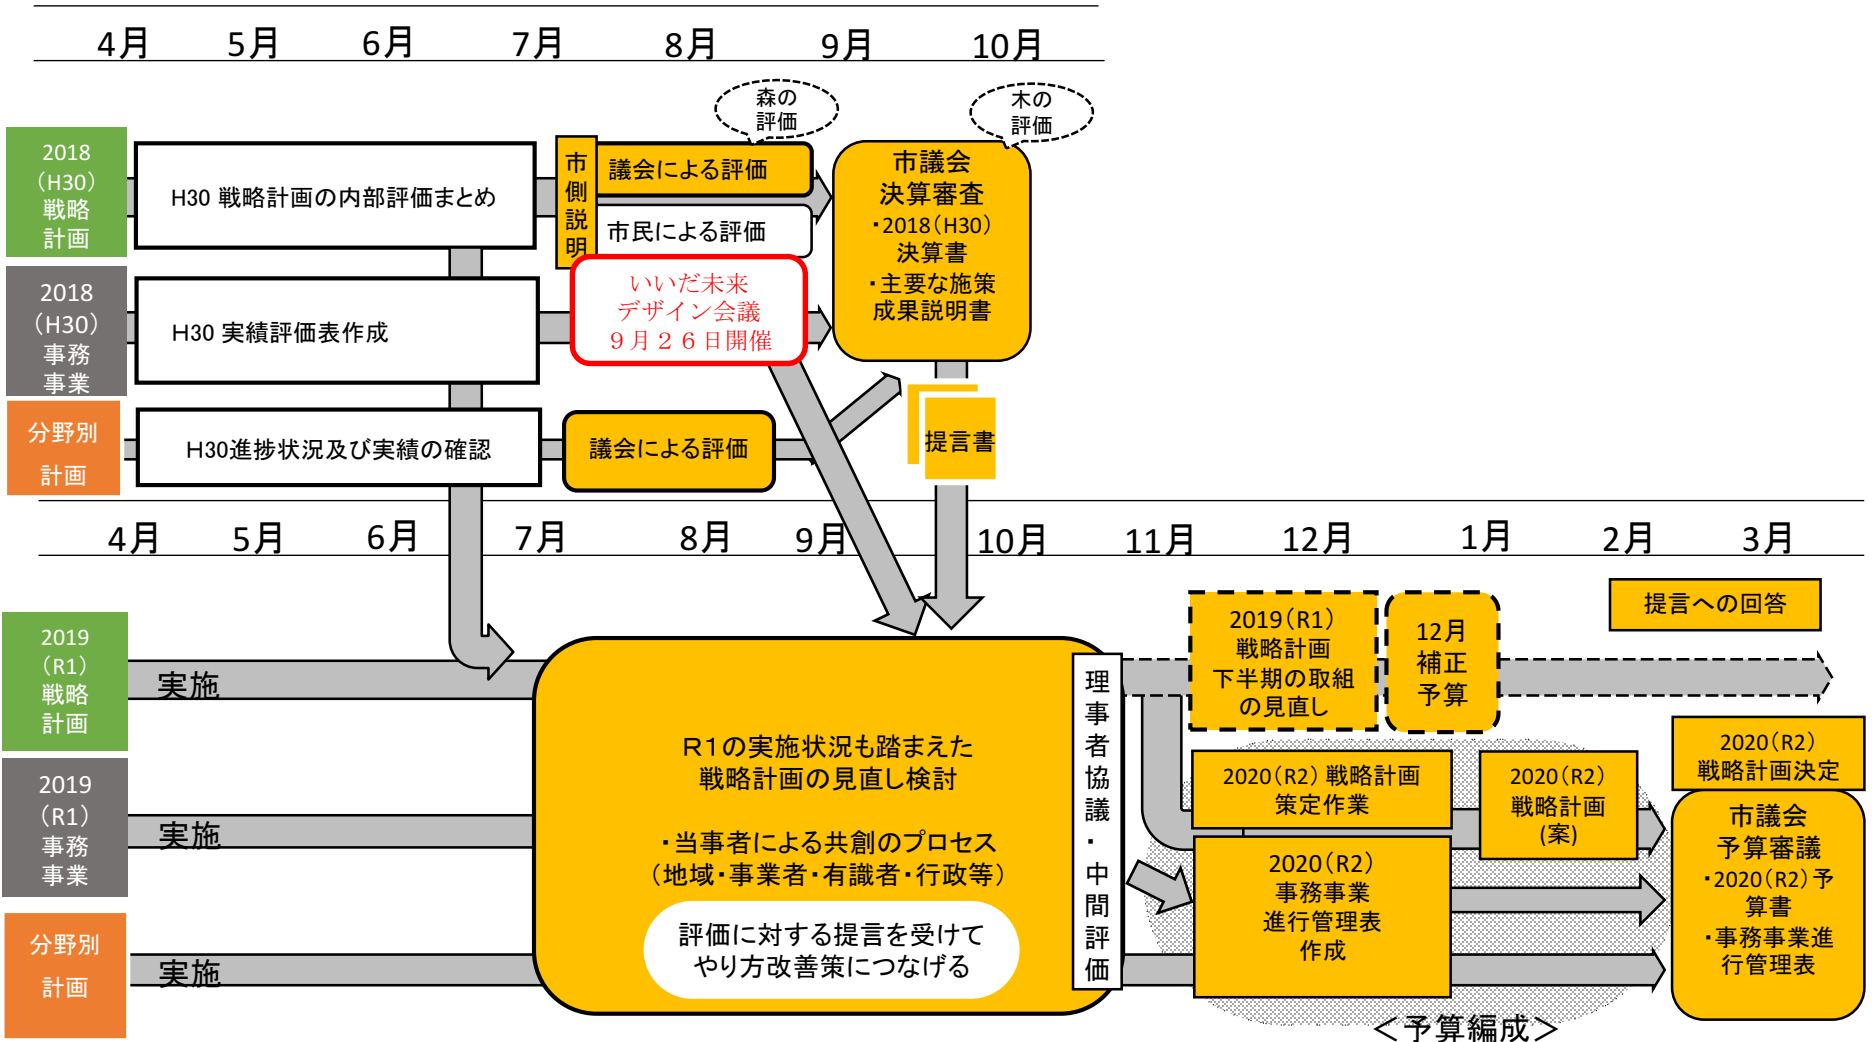 4月 5月 6月 7月 8月 9月 10月
森の
評価
木の
評価
2018
（H30）
戦略
計画
H30 戦略計画の内部評価まとめ
市側説明
議会による評価
市民による評価
市議会
決算審査
・2018（H30）
決算書
・主要な施策
成果説明書
2018
（H30）
事務
事業
H30 実績評価表作成
いいだ未来
デザイン会議
９月２６日開催
分野別
計画
H30進捗状況及び実績の確認
議会による評価
提言書
4月 5月 6月 7月 8月 9月 10月 11月 12月 1月 2月 3月
2019
（R1）
戦略
計画
実施
2019
（R1）
事務
事業
実施
分野別
計画
実施
R１の実施状況も踏まえた
戦略計画の見直し検討
・当事者による共創のプロセス
（地域・事業者・有識者・行政等）
評価に対する提言を受けて
やり方改善策につなげる
理事者協議・中間評価
2019（R1）
戦略計画
下半期の取組
の見直し
12月
補正
予算
提言への回答
2020（R2） 戦略計画
策定作業
2020（R2）
戦略計画
(案)
2020（R2）
戦略計画決定
2020（R2）
事務事業
進行管理表
作成
市議会
予算審議
・2020（R2）予
算書
・事務事業進
行管理表
＜予算編成＞